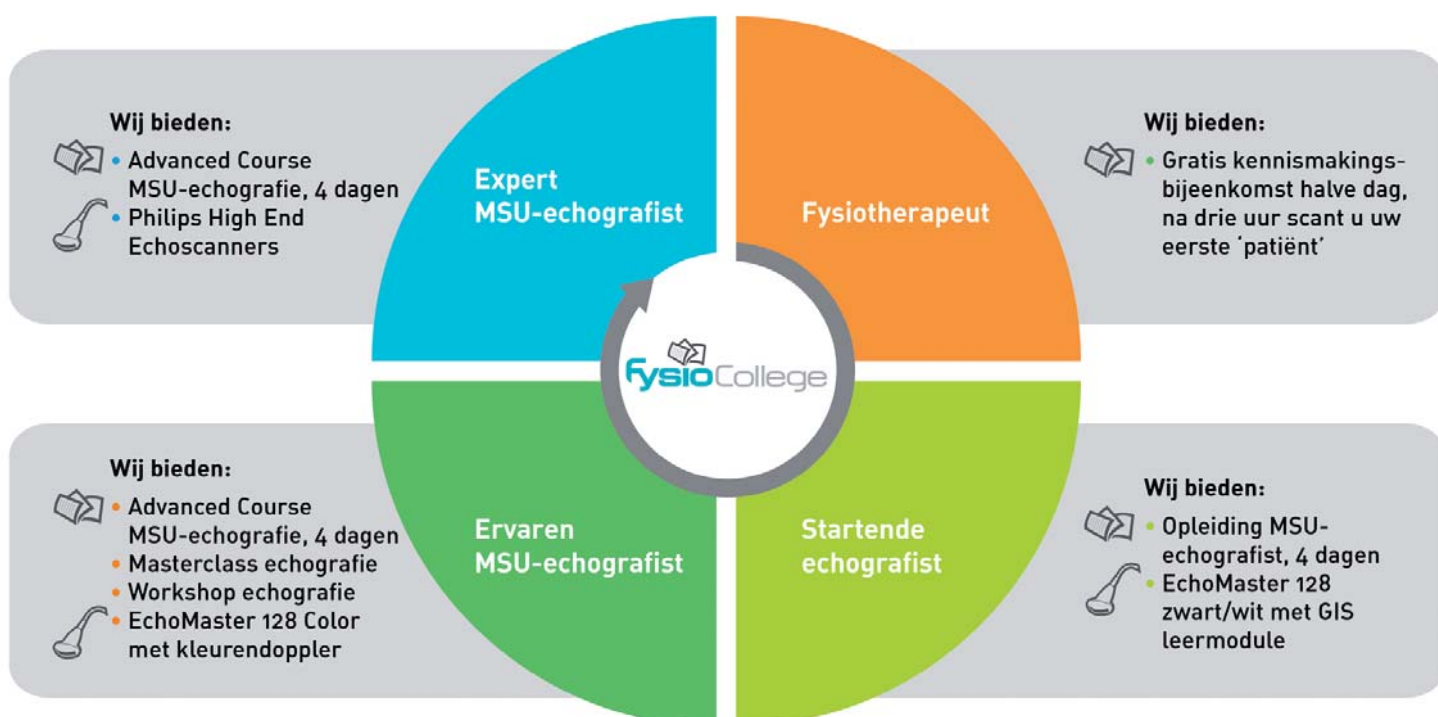 Wij bieden:
• Advanced Course
MSU-echografie, 4 dagen
• Philips High End
Echoscanners
Expert
MSU-echografist
Fysiotherapeut
Wij bieden:
• Gratis kennismakings-
bijeenkomst halve dag,
na drie uur scant u uw
eerste ‘patiënt’
fysioCollege
Wij bieden:
• Advanced Course
MSU-echografie, 4 dagen
• Masterclass echografie
• Workshop echografie
• EchoMaster 128 Color
met kleurendoppler
Ervaren
MSU-echografist
Startende
echografist
Wij bieden:
• Opleiding MSU-
echografist, 4 dagen
• EchoMaster 128
zwart/wit met GIS
leermodule